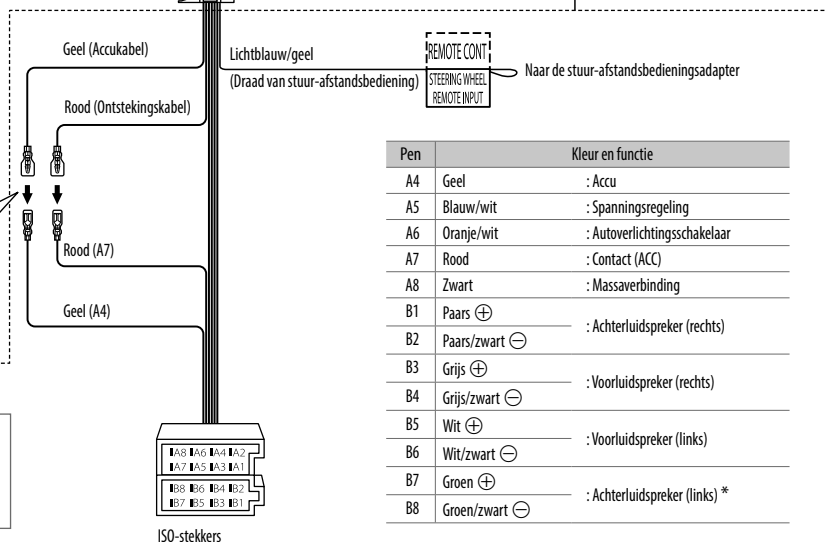 Geel (Accukabel)
Lichtblauw/geel
(Draad van stuur-afstandsbediening)
REMOTE CONT
STEERING WHEEL
REMOTE INPUT
Naar de stuur-afstandsbedieningsadapter
Rood (Ontstekingskabel)
Rood (A7)
Geel (A4)
A8 A6 A4 A2
A7 A5 A3 A1
B8 B6 B4 B2
B7 B5 B3 B1
ISO-stekkers
Pen Kleur en functie
A4 Geel : Accu
A5 Blauw/wit : Spanningsregeling
A6 Oranje/wit : Autoverlichtingsschakelaar
A7 Rood : Contact (ACC)
A8 Zwart : Massaverbinding
B1 Paars ⊕
: Achterluidspreker (rechts)
B2 Paars/zwart ⊖
B3 Grijs ⊕
: Voorluidspreker (rechts)
B4 Grijs/zwart ⊖
B5 Wit ⊕
: Voorluidspreker (links)
B6 Wit/zwart ⊖
B7 Groen ⊕
: Achterluidspreker (links) *
B8 Groen/zwart ⊖